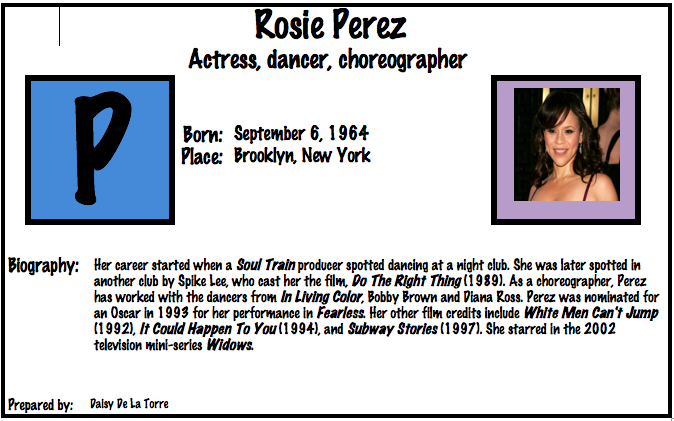 Rosie Perez
Actress, dancer, choreographer
P
Born: September 6, 1964
Place: Brooklyn, New York
Biography: Her career started when a Soul Train producer spotted dancing at a night club. She was later spotted in
another club by Spike Lee, who cast her the film, Do The Right Thing (1989). As a choreographer, Perez
has worked with the dancers from In Living Color, Bobby Brown and Diana Ross. Perez was nominated for
an Oscar in 1993 for her performance in Fearless. Her other film credits include White Men Can't Jump
(1992), It Could Happen To You (1994), and Subway Stories (1997). She starred in the 2002
television mini-series Widows.
Prepared by: Daisy De La Torre